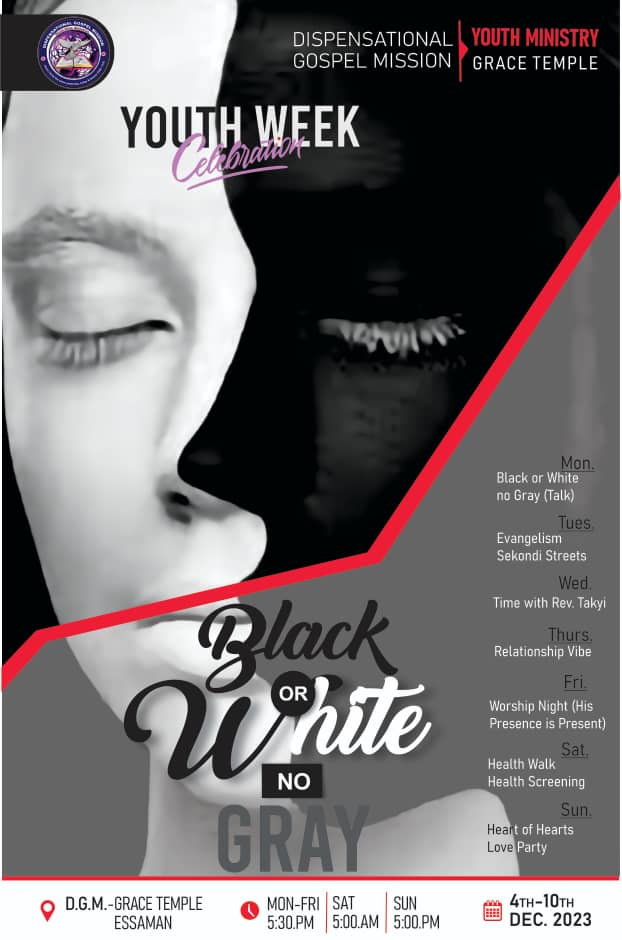 DISPENSATIONAL GOSPEL MISSION
DISPENSATIONAL
GOSPEL MISSION
YOUTH MINISTRY
GRACE TEMPLE
YOUTH WEEK
Celebration
Mon.
Black or White
no Gray (Talk)
Tues.
Evangelism
Sekondi Streets
Wed.
Time with Rev. Takyi
Thurs.
Relationship Vibe
Fri.
Worship Night (His
Presence is Present)
Sat.
Health Walk
Health Screening
Sun.
Heart of Hearts
Love Party
Black
OR
White
NO
GRAY
D.G.M.-GRACE TEMPLE
ESSAMAN
MON-FRI
5:30.PM
SAT
5:00.AM
SUN
5:00.PM
4TH-10TH
DEC. 2023